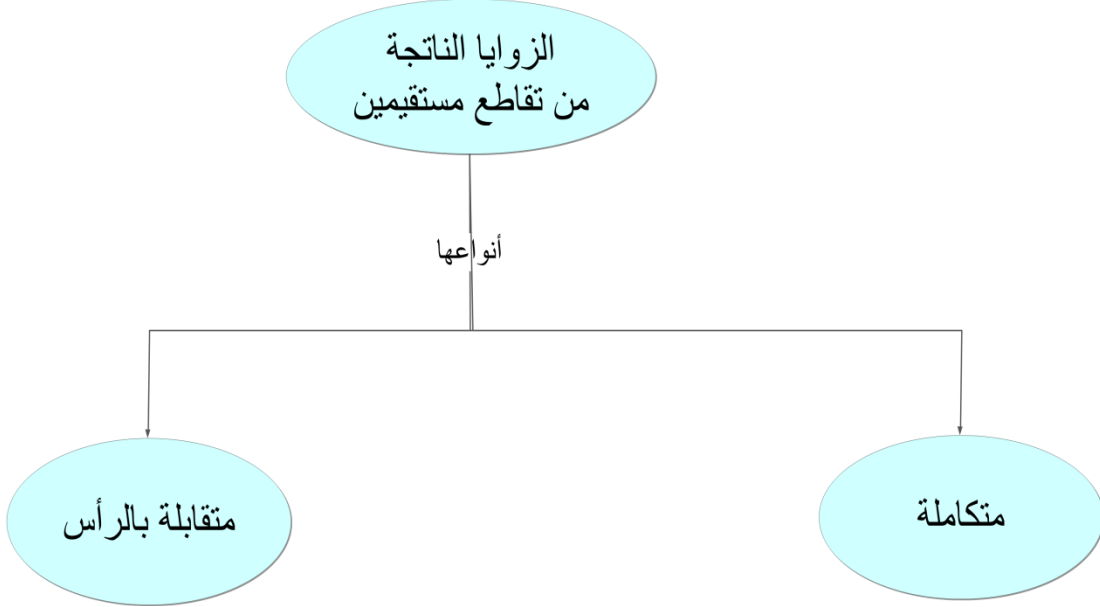 الزوايا الناتجة
من تقاطع مستقيمين
أنواعها
متكاملة
متقابلة بالرأس